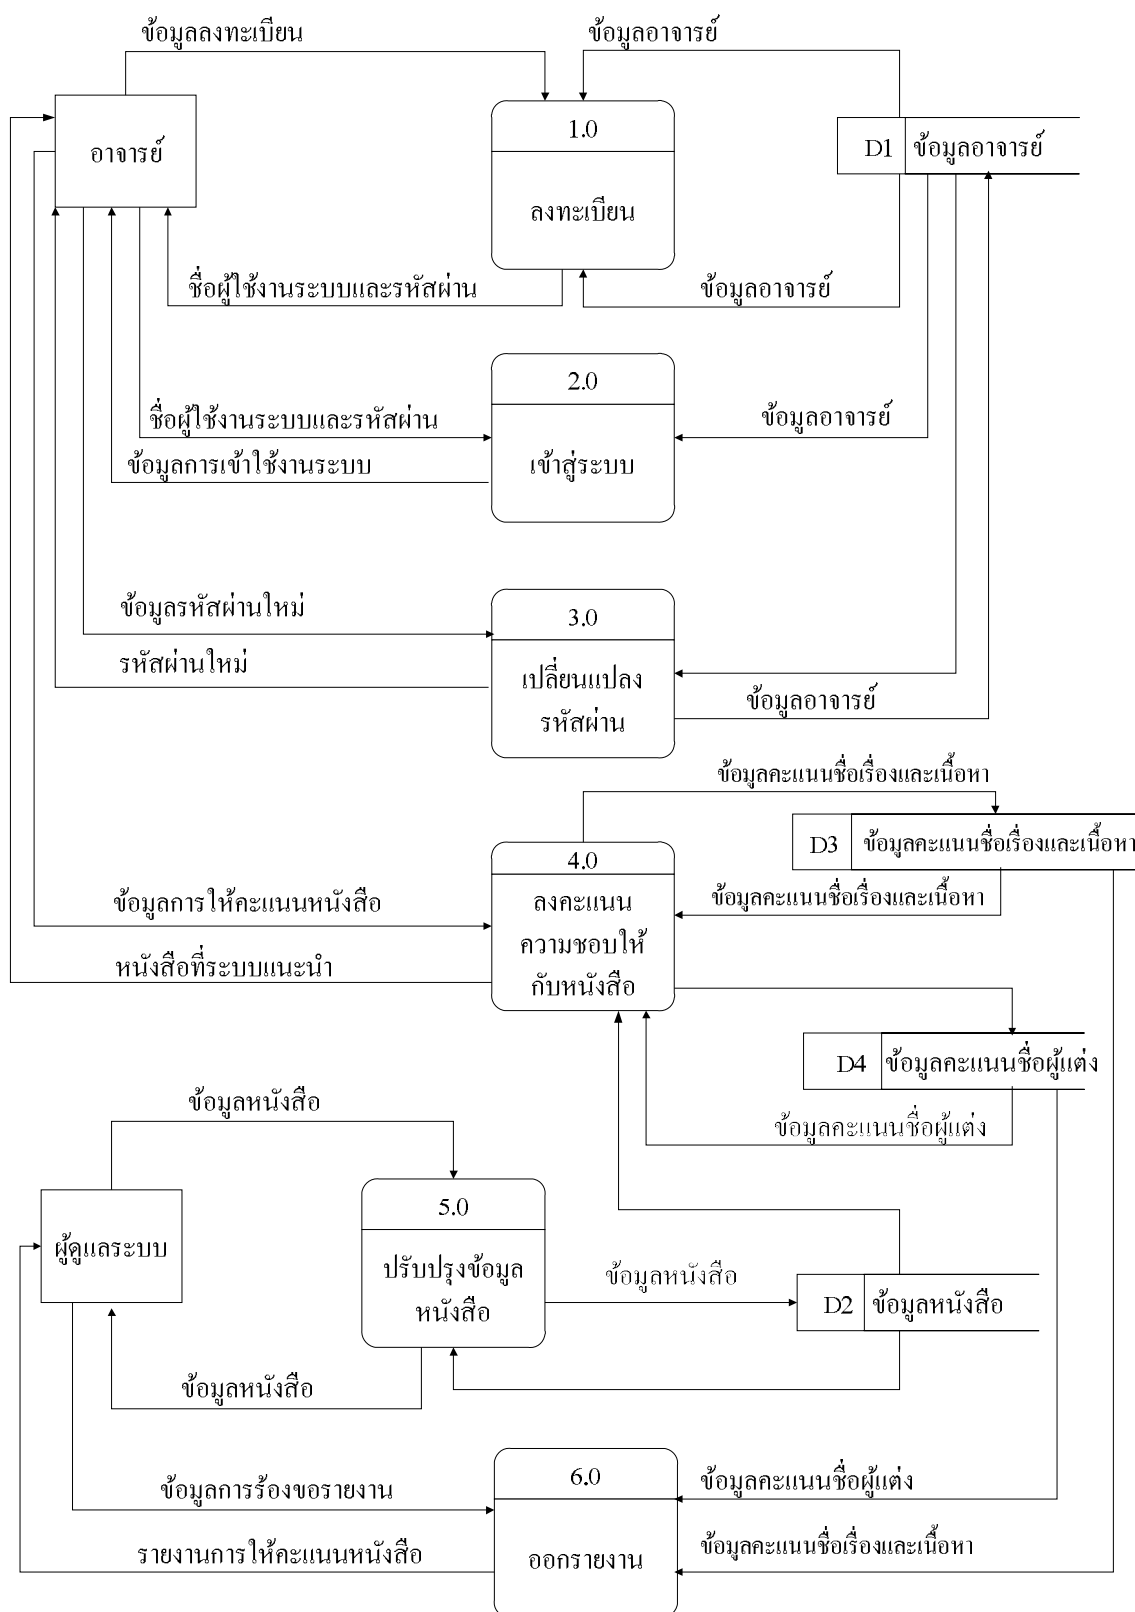 ข้อมูลลงทะเบียน
ข้อมูลอาจารย์
อาจารย์
1.0
ลงทะเบียน
D1
ข้อมูลอาจารย์
ชื่อผู้ใช้งานระบบและรหัสผ่าน
ข้อมูลอาจารย์
2.0
เข้าสู่ระบบ
ชื่อผู้ใช้งานระบบและรหัสผ่าน
ข้อมูลการเข้าใช้งานระบบ
ข้อมูลอาจารย์
3.0
เปลี่ยนแปลง
รหัสผ่าน
ข้อมูลรหัสผ่านใหม่
รหัสผ่านใหม่
ข้อมูลอาจารย์
ข้อมูลคะแนนชื่อเรื่องและเนื้อหา
D3
ข้อมูลคะแนนชื่อเรื่องและเนื้อหา
4.0
ลงคะแนน
ความชอบให้
กับหนังสือ
ข้อมูลคะแนนชื่อเรื่องและเนื้อหา
ข้อมูลการให้คะแนนหนังสือ
หนังสือที่ระบบแนะนำ
D4
ข้อมูลคะแนนชื่อผู้แต่ง
ข้อมูลคะแนนชื่อผู้แต่ง
ข้อมูลหนังสือ
ผู้ดูแลระบบ
5.0
ปรับปรุงข้อมูล
หนังสือ
ข้อมูลหนังสือ
D2
ข้อมูลหนังสือ
ข้อมูลหนังสือ
6.0
ออกรายงาน
ข้อมูลการร้องขอรายงาน
รายงานการให้คะแนนหนังสือ
ข้อมูลคะแนนชื่อผู้แต่ง
ข้อมูลคะแนนชื่อเรื่องและเนื้อหา